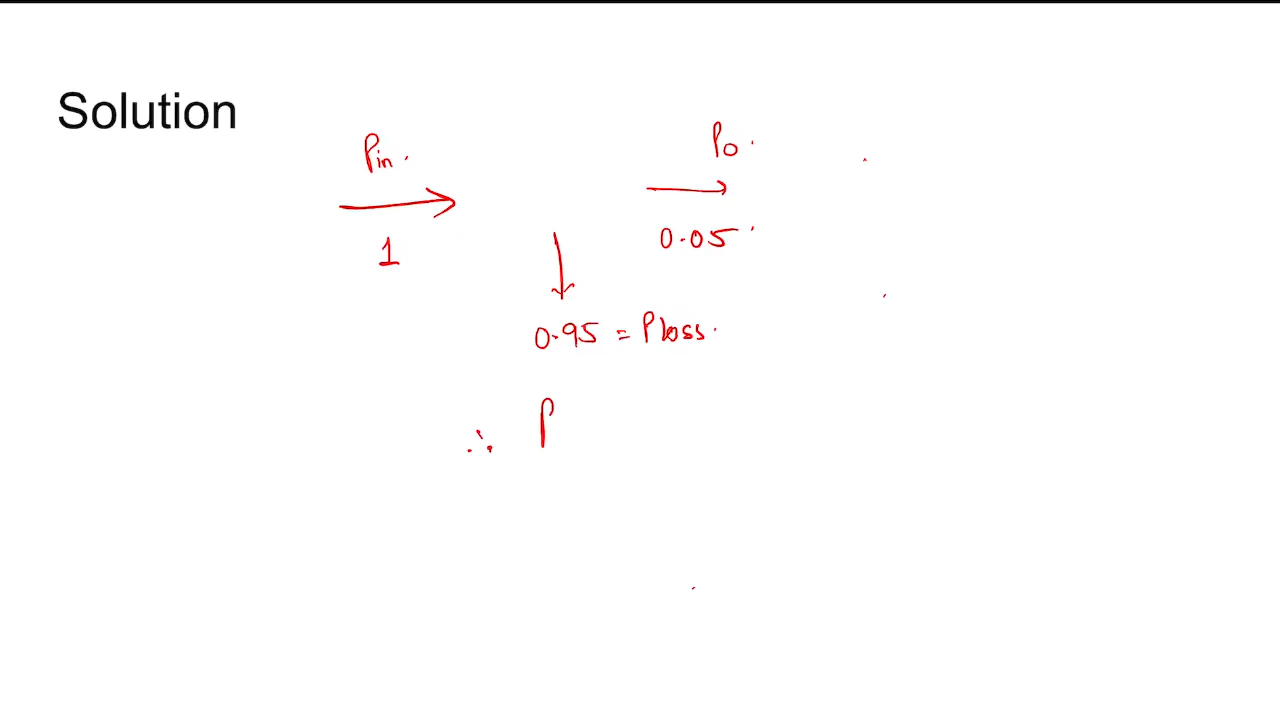 Solution
Pin.
Po.
1
0.05
0.95 = Ploss.
∴ P